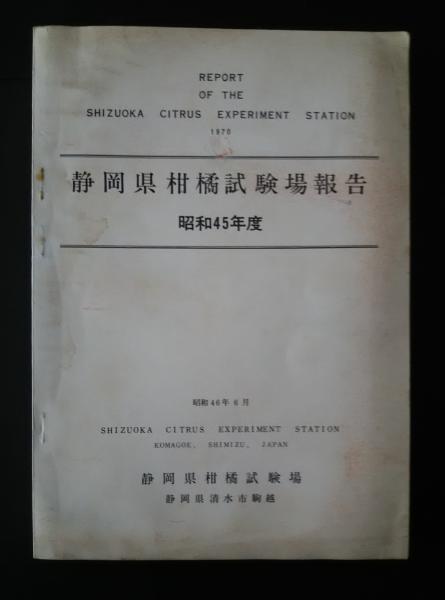 REPORT
OF THE
SHIZUOKA CITRUS EXPERIMENT STATION
1970
静岡県柑橘試験場報告
昭和45年度
昭和46年6月
SHIZUOKA CITRUS EXPERIMENT STATION
KOMAGOE, SHIMIZU, JAPAN
静岡県柑橘試験場
静岡県清水市駒越